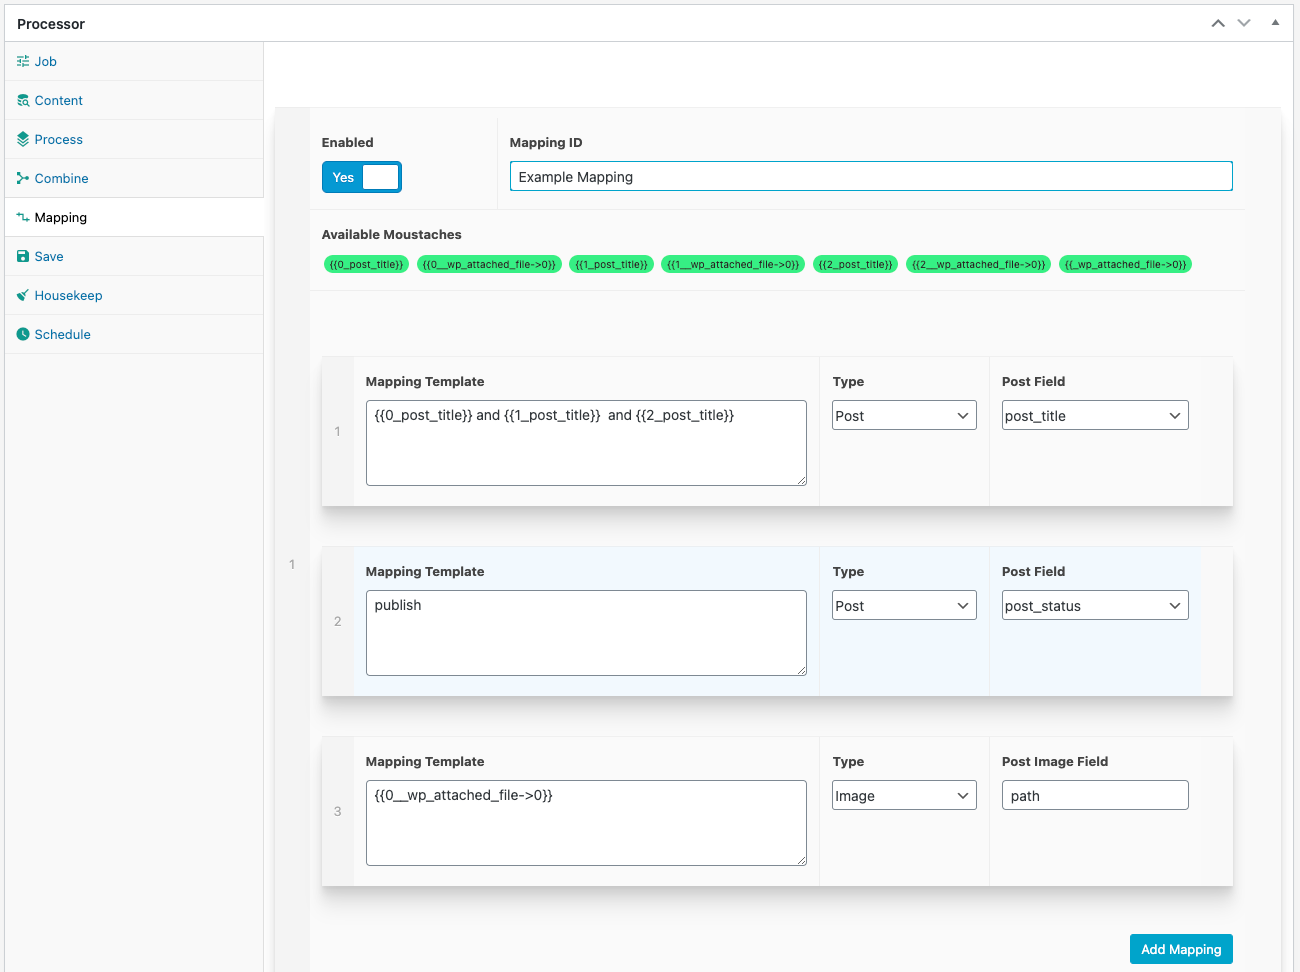 Processor
Job
Content
Process
Combine
Mapping
Save
Housekeep
Schedule
Enabled
Mapping ID
Yes
Example Mapping
Available Moustaches
{{0_post_title}} {{0__wp_attached_file->0}} {{1_post_title}} {{1__wp_attached_file->0}} {{2_post_title}} {{2__wp_attached_file->0}} {{_wp_attached_file->0}}
1
Mapping Template
Type
Post Field
1
{{0_post_title}} and {{1_post_title}}  and {{2_post_title}}
Post
post_title
Mapping Template
Type
Post Field
2
publish
Post
post_status
Mapping Template
Type
Post Image Field
3
{{0__wp_attached_file->0}}
Image
path
Add Mapping